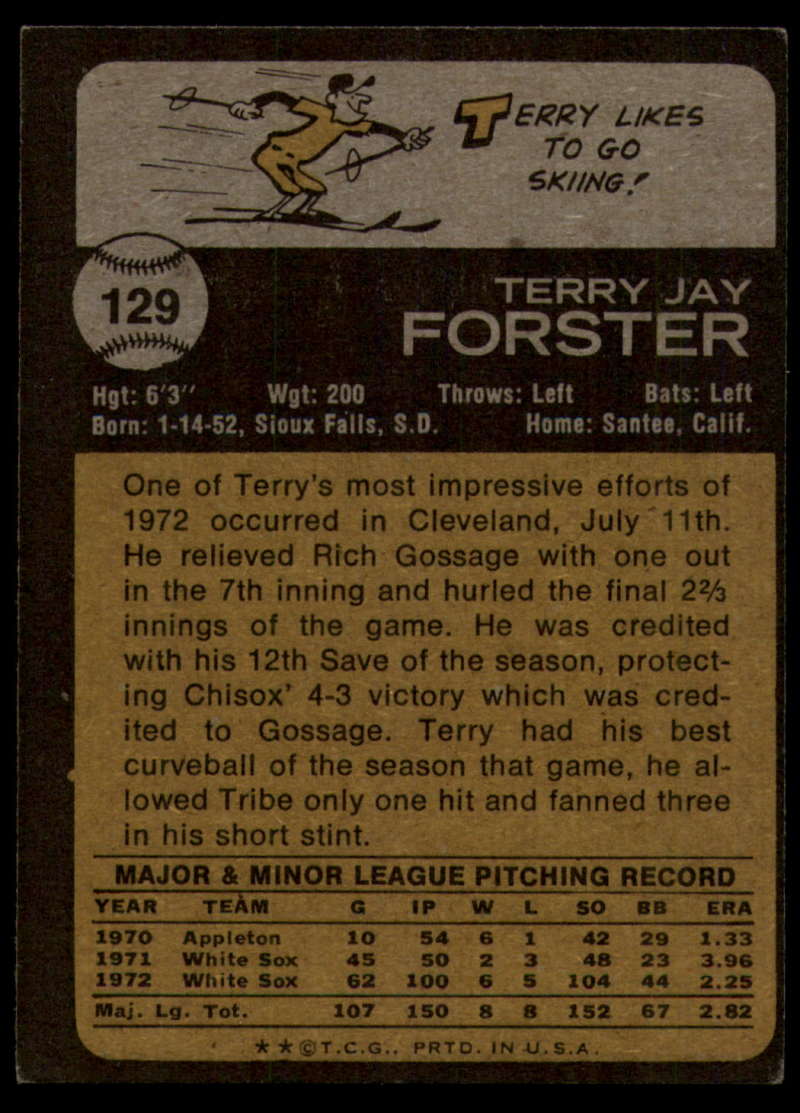 TERRY LIKES
TO GO
SKIING!
129
TERRY JAY
FORSTER
Hgt: 6'3" Wgt: 200 Throws: Left Bats: Left
Born: 1-14-52, Sioux Falls, S.D. Home: Santee, Calif.
One of Terry's most impressive efforts of
1972 occurred in Cleveland, July 11th.
He relieved Rich Gossage with one out
in the 7th inning and hurled the final 2⅔
innings of the game. He was credited
with his 12th Save of the season, protect-
ing Chisox' 4-3 victory which was cred-
ited to Gossage. Terry had his best
curveball of the season that game, he al-
lowed Tribe only one hit and fanned three
in his short stint.
MAJOR & MINOR LEAGUE PITCHING RECORD
YEAR TEAM G IP W L SO BB ERA
1970 Appleton 10 54 6 1 42 29 1.33
1971 White Sox 45 50 2 3 48 23 3.96
1972 White Sox 62 100 6 5 104 44 2.25
Maj. Lg. Tot. 107 150 8 8 152 67 2.82
★ ★ © T.C.G., PRTD. IN U.S.A.